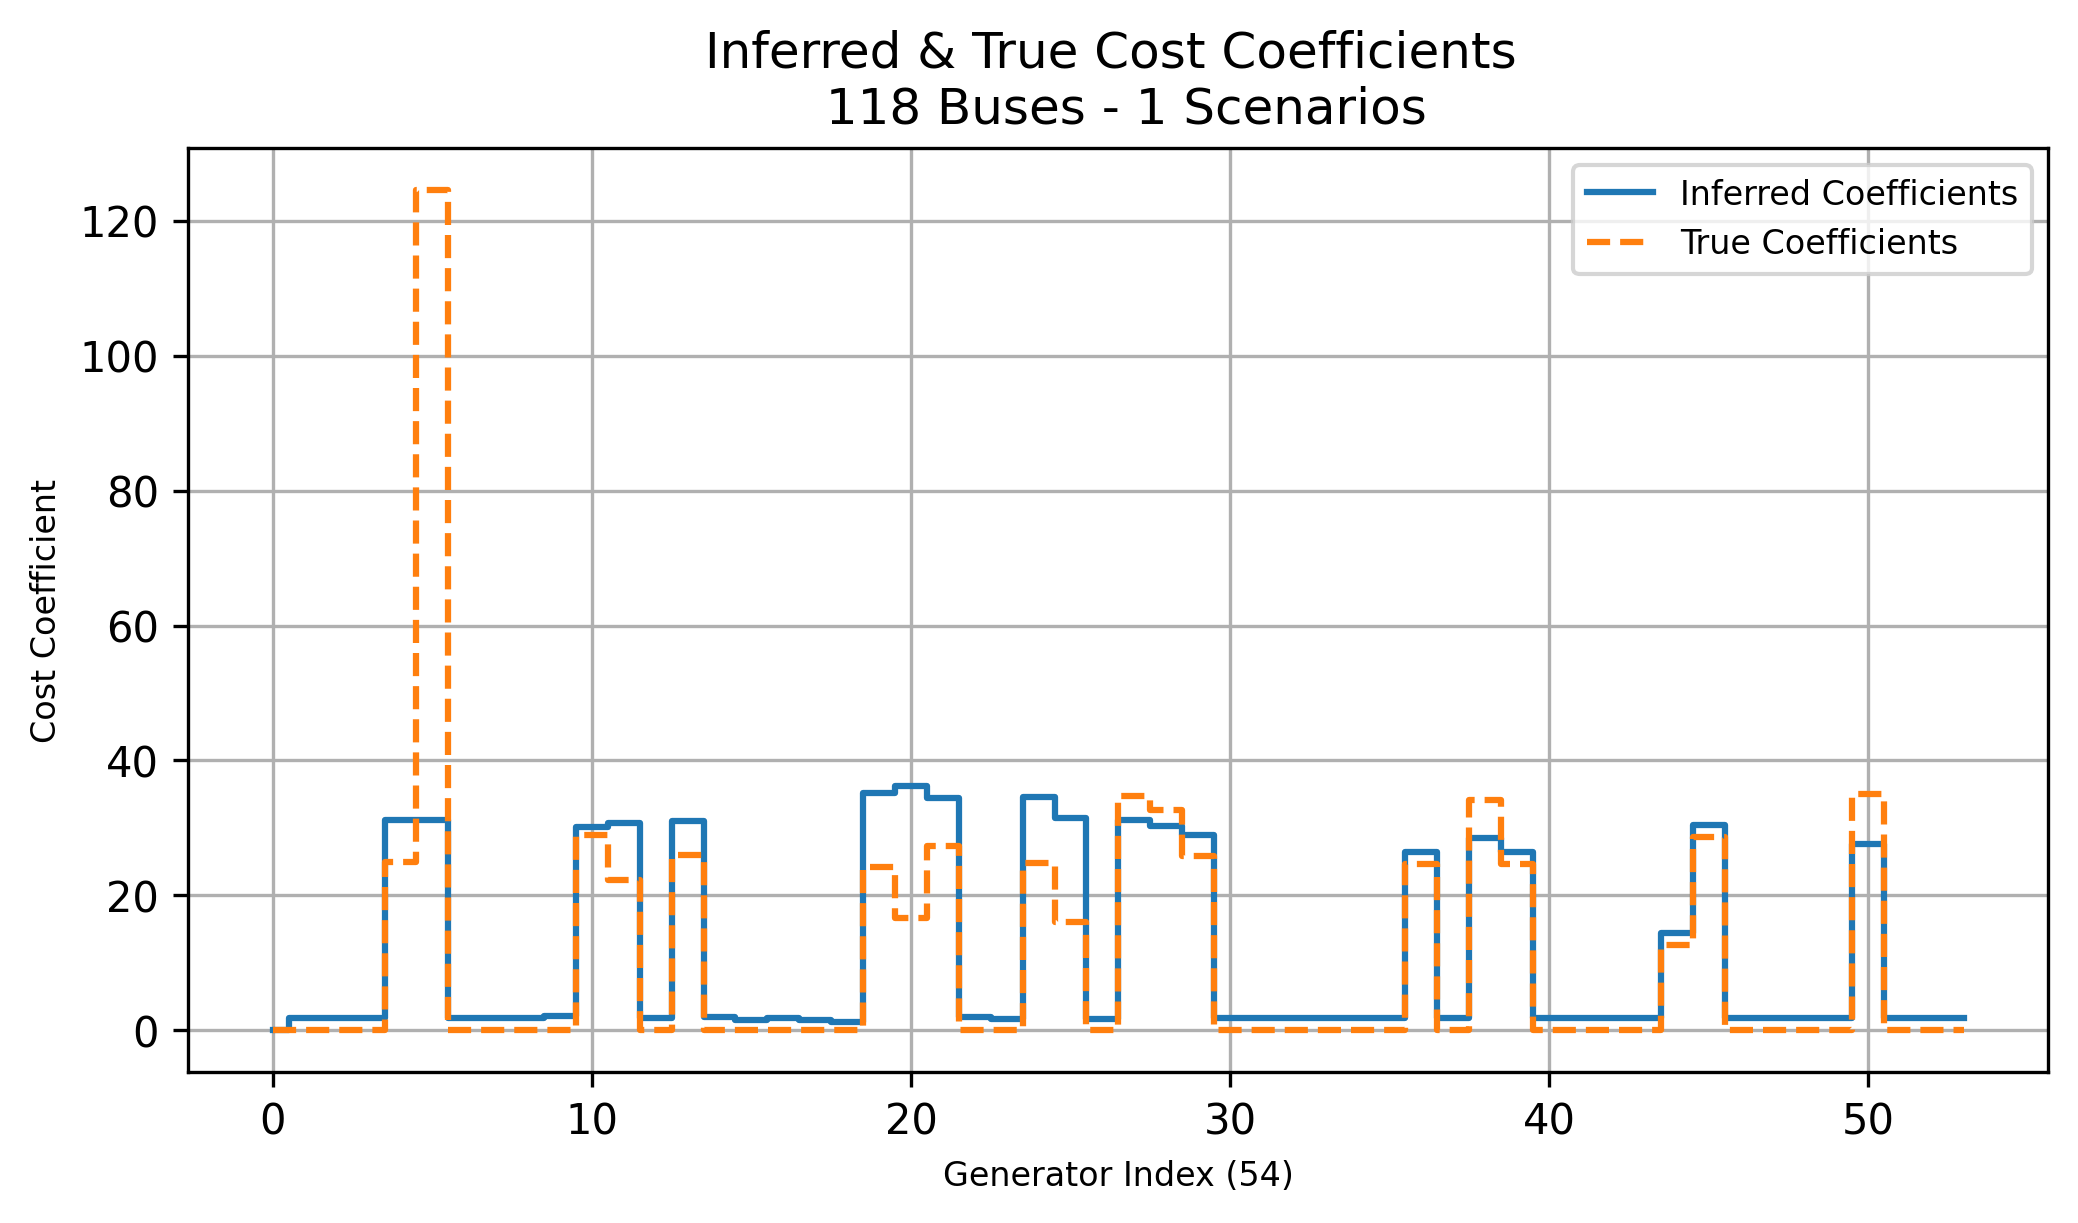 Inferred & True Cost Coefficients
118 Buses - 1 Scenarios
Inferred Coefficients
True Coefficients
120
100
80
60
40
20
0
Cost Coefficient
0 10 20 30 40 50
Generator Index (54)